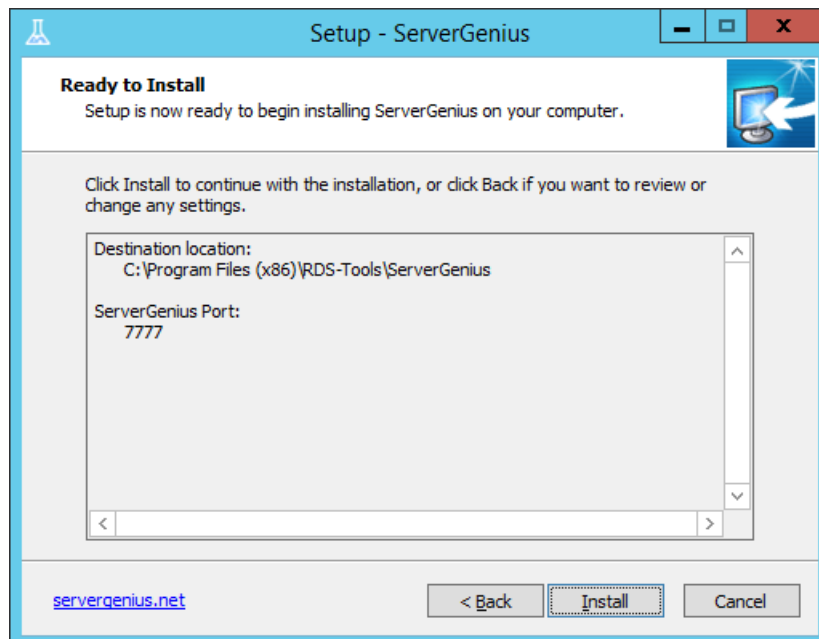 Setup - ServerGenius
Ready to Install
Setup is now ready to begin installing ServerGenius on your computer.
Click Install to continue with the installation, or click Back if you want to review or
change any settings.
Destination location:
C:\Program Files (x86)\RDS-Tools\ServerGenius
ServerGenius Port:
7777
servergenius.net
< Back
Install
Cancel